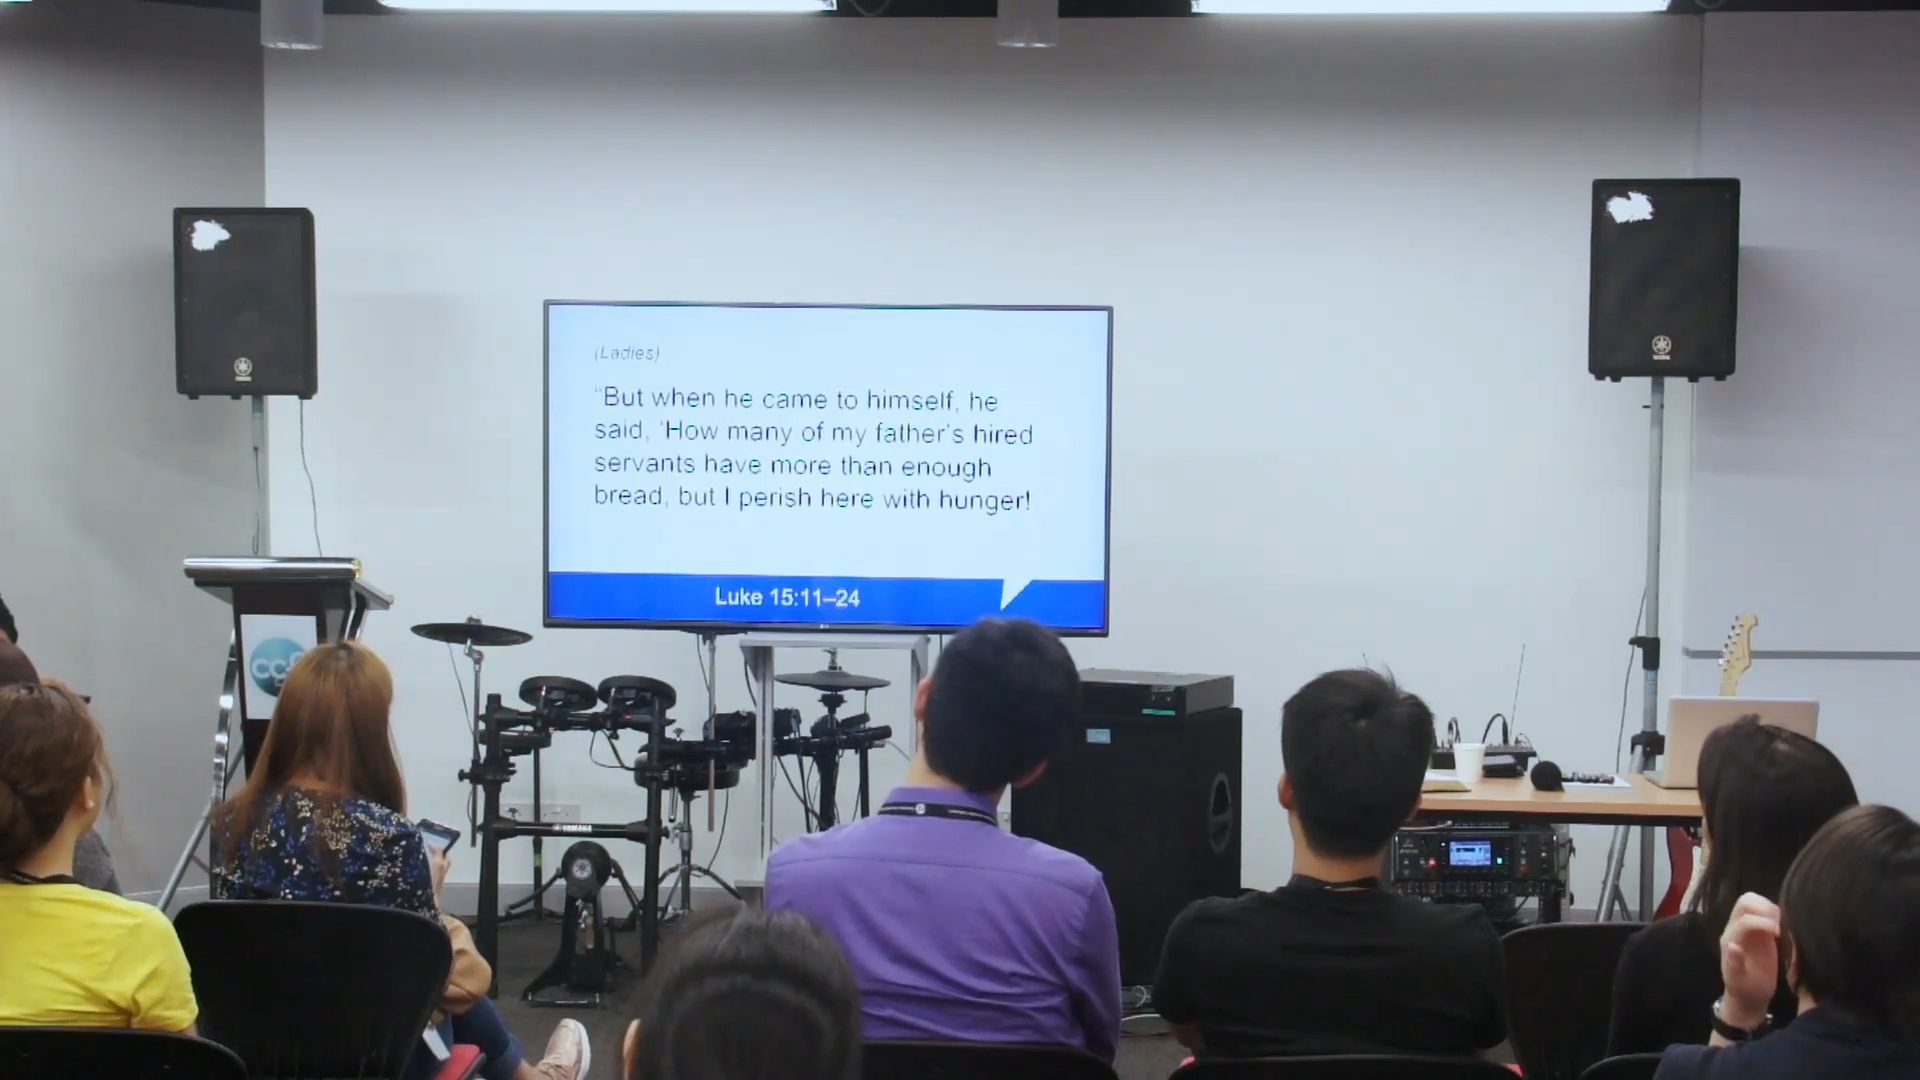 (Ladies)
“But when he came to himself, he
said, ‘How many of my father’s hired
servants have more than enough
bread, but I perish here with hunger!
Luke 15:11–24
YAMAHA